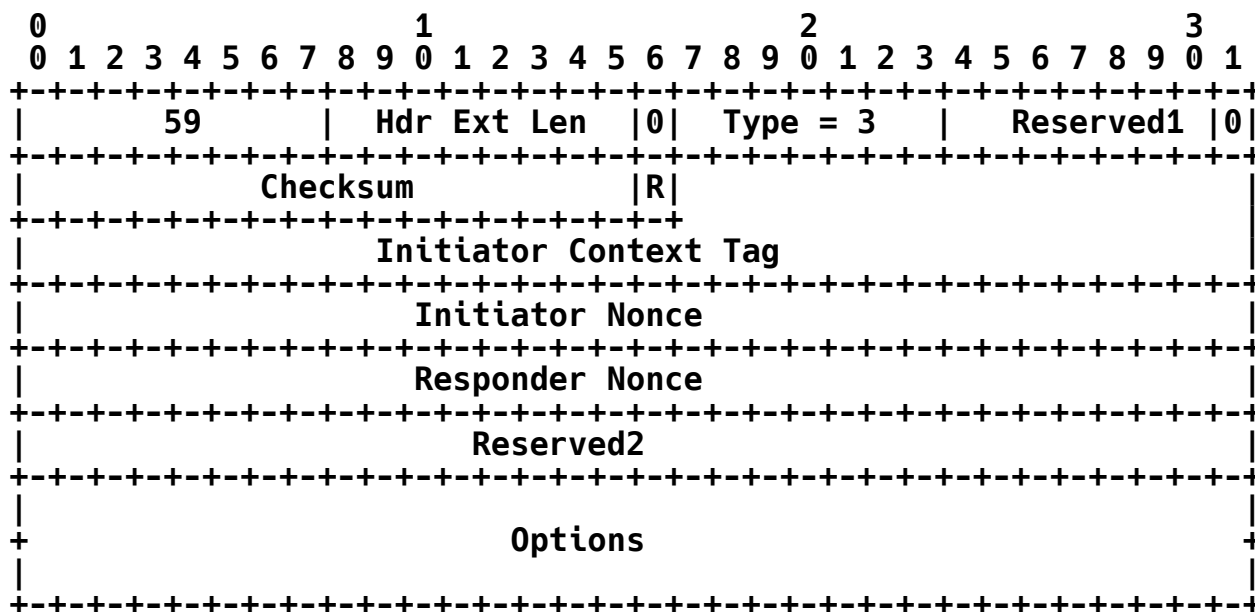 0                   1                   2                   3
 0 1 2 3 4 5 6 7 8 9 0 1 2 3 4 5 6 7 8 9 0 1 2 3 4 5 6 7 8 9 0 1
+-+-+-+-+-+-+-+-+-+-+-+-+-+-+-+-+-+-+-+-+-+-+-+-+-+-+-+-+-+-+-+-+
|       59      |  Hdr Ext Len  |0|  Type = 3   |   Reserved1 |0|
+-+-+-+-+-+-+-+-+-+-+-+-+-+-+-+-+-+-+-+-+-+-+-+-+-+-+-+-+-+-+-+-+
|            Checksum           |R|                             |
+-+-+-+-+-+-+-+-+-+-+-+-+-+-+-+-+-+                             |
|                  Initiator Context Tag                        |
+-+-+-+-+-+-+-+-+-+-+-+-+-+-+-+-+-+-+-+-+-+-+-+-+-+-+-+-+-+-+-+-+
|                    Initiator Nonce                            |
+-+-+-+-+-+-+-+-+-+-+-+-+-+-+-+-+-+-+-+-+-+-+-+-+-+-+-+-+-+-+-+-+
|                    Responder Nonce                            |
+-+-+-+-+-+-+-+-+-+-+-+-+-+-+-+-+-+-+-+-+-+-+-+-+-+-+-+-+-+-+-+-+
|                       Reserved2                               |
+-+-+-+-+-+-+-+-+-+-+-+-+-+-+-+-+-+-+-+-+-+-+-+-+-+-+-+-+-+-+-+-+
|                                                               |
+                         Options                               +
|                                                               |
+-+-+-+-+-+-+-+-+-+-+-+-+-+-+-+-+-+-+-+-+-+-+-+-+-+-+-+-+-+-+-+-+